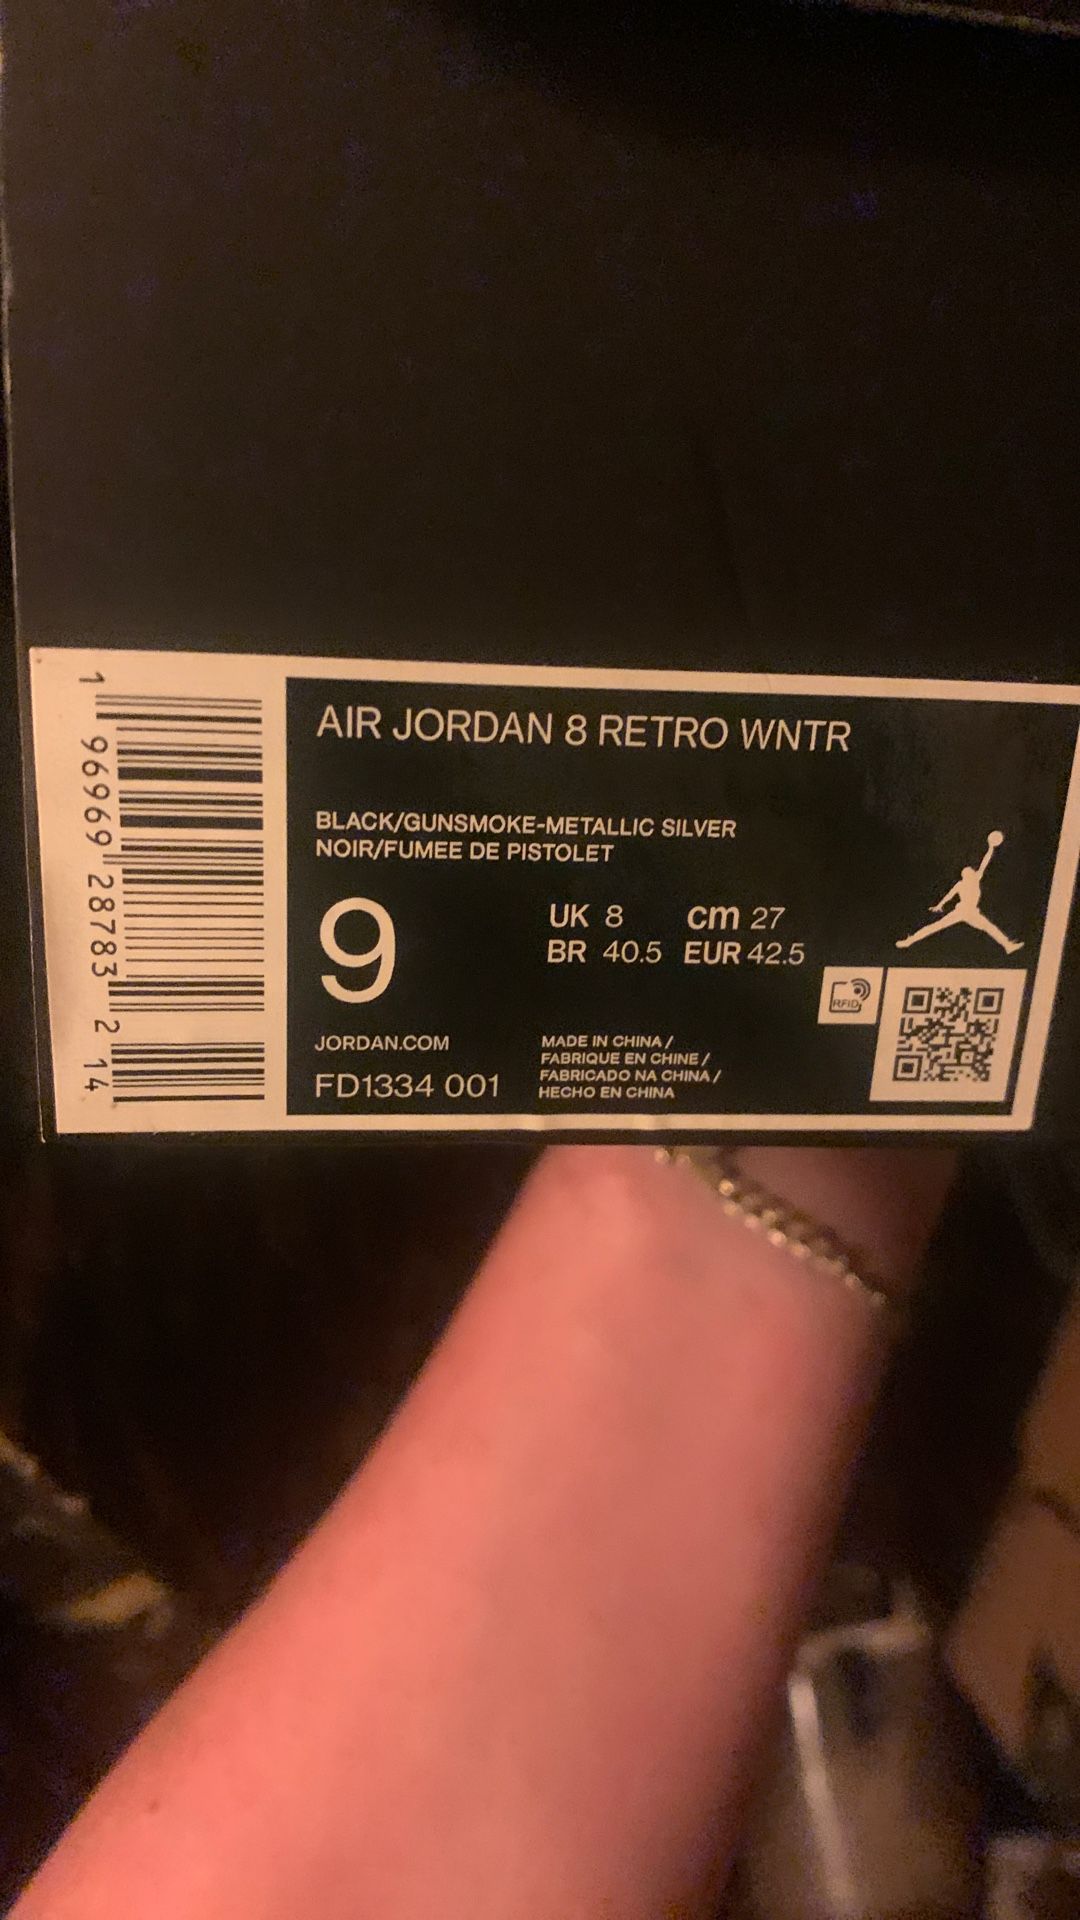 AIR JORDAN 8 RETRO WNTR
BLACK/GUNSMOKE-METALLIC SILVER
NOIR/FUMEE DE PISTOLET
9
UK 8 cm 27
BR 40.5 EUR 42.5
RFID
JORDAN.COM
FD1334 001
MADE IN CHINA /
FABRIQUE EN CHINE /
FABRICADO NA CHINA /
HECHO EN CHINA
1 96969 28783 2 14